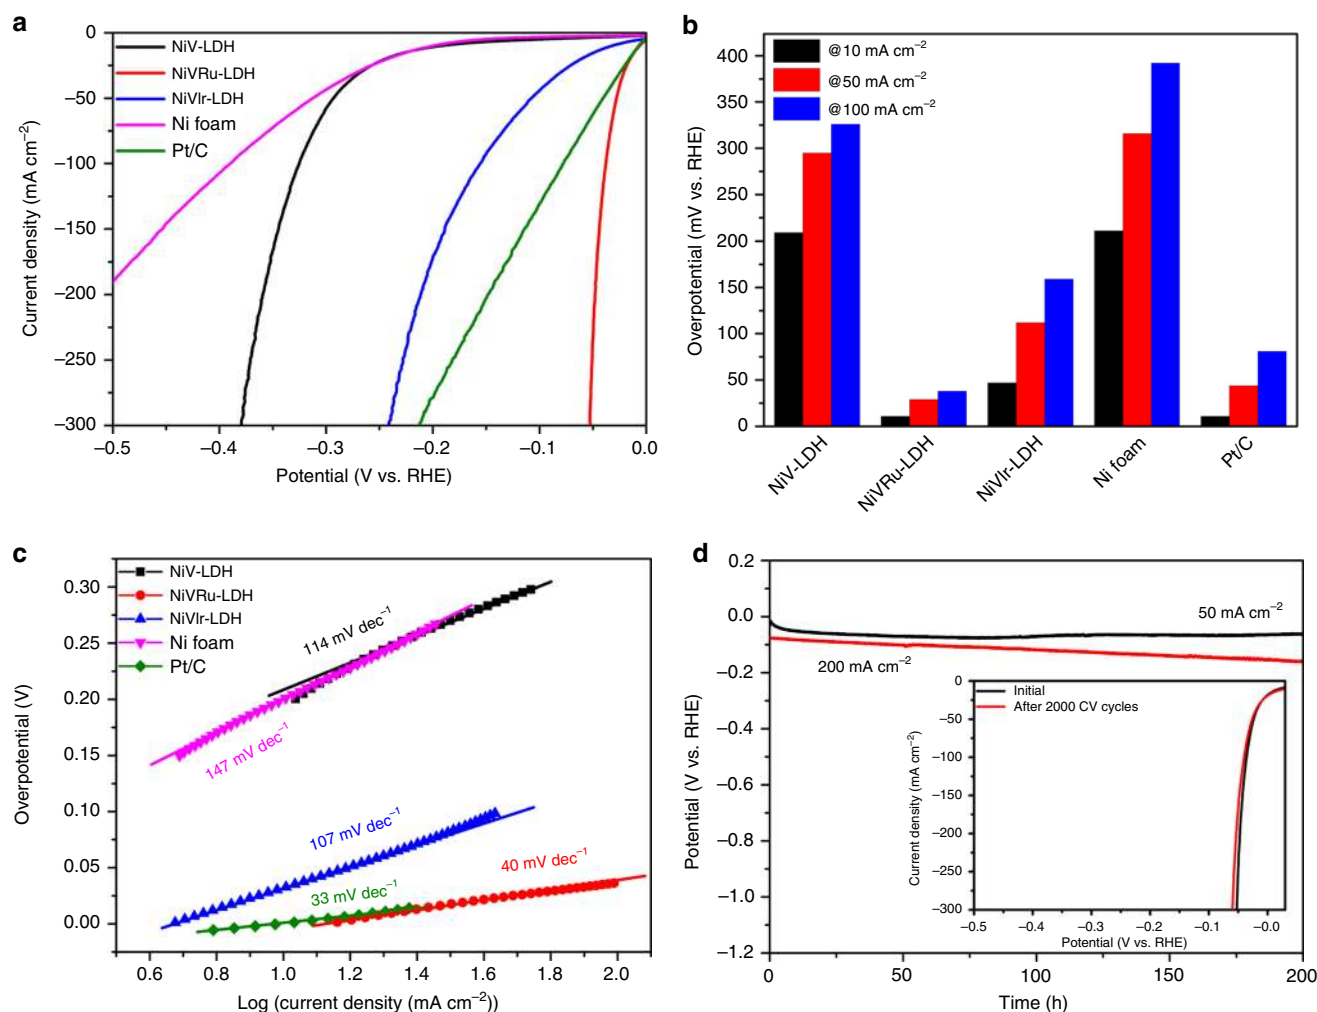 a
NiV-LDH
NiVRu-LDH
NiVIr-LDH
Ni foam
Pt/C
0
−50
−100
−150
−200
−250
−300
−0.5
−0.4
−0.3
−0.2
−0.1
0.0
Current density (mA cm⁻²)
Potential (V vs. RHE)
b
@10 mA cm⁻²
@50 mA cm⁻²
@100 mA cm⁻²
400
350
300
250
200
150
100
50
0
Overpotential (mV vs. RHE)
NiV-LDH
NiVRu-LDH
NiVIr-LDH
Ni foam
Pt/C
c
NiV-LDH
NiVRu-LDH
NiVIr-LDH
Ni foam
Pt/C
0.30
0.25
0.20
0.15
0.10
0.05
0.00
114 mV dec⁻¹
147 mV dec⁻¹
107 mV dec⁻¹
40 mV dec⁻¹
33 mV dec⁻¹
0.6
0.8
1.0
1.2
1.4
1.6
1.8
2.0
Overpotential (V)
Log (current density (mA cm⁻²))
d
0.2
0.0
−0.2
−0.4
−0.6
−0.8
−1.0
−1.2
50 mA cm⁻²
200 mA cm⁻²
0
50
100
150
200
Potential (V vs. RHE)
Time (h)
Initial
After 2000 CV cycles
0
−50
−100
−150
−200
−250
−300
−0.5
−0.4
−0.3
−0.2
−0.1
−0.0
Current density (mA cm⁻²)
Potential (V vs. RHE)